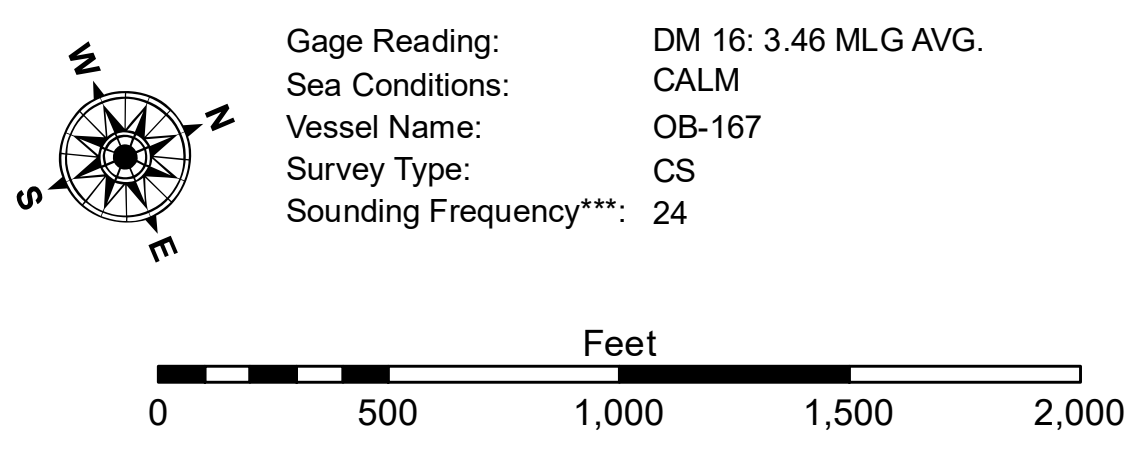 W
N
S
E
Gage Reading: DM 16: 3.46 MLG AVG.
Sea Conditions: CALM
Vessel Name: OB-167
Survey Type: CS
Sounding Frequency***: 24
Feet
0 500 1,000 1,500 2,000